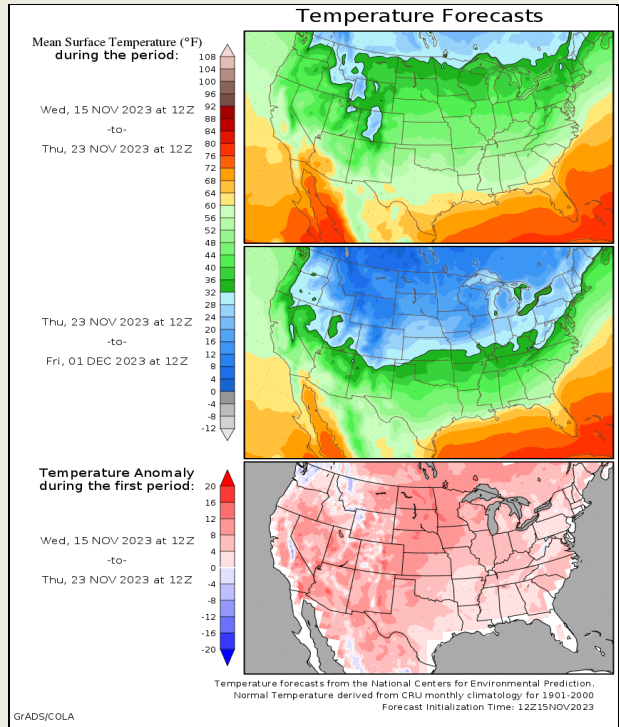 Temperature Forecasts
Mean Surface Temperature (°F)
during the period:
Wed, 15 NOV 2023 at 12Z
-to-
Thu, 23 NOV 2023 at 12Z
108
104
100
96
92
88
84
80
76
72
68
64
60
56
52
48
44
40
36
32
28
24
20
16
12
8
4
0
-4
-8
-12
Thu, 23 NOV 2023 at 12Z
-to-
Fri, 01 DEC 2023 at 12Z
Temperature Anomaly
during the first period:
Wed, 15 NOV 2023 at 12Z
-to-
Thu, 23 NOV 2023 at 12Z
20
16
12
8
4
0
-4
-8
-12
-16
-20
Temperature forecasts from the National Centers for Environmental Prediction.
Normal Temperature derived from CRU monthly climatology for 1901-2000
Forecast Initialization Time: 12Z15NOV2023
GrADS/COLA